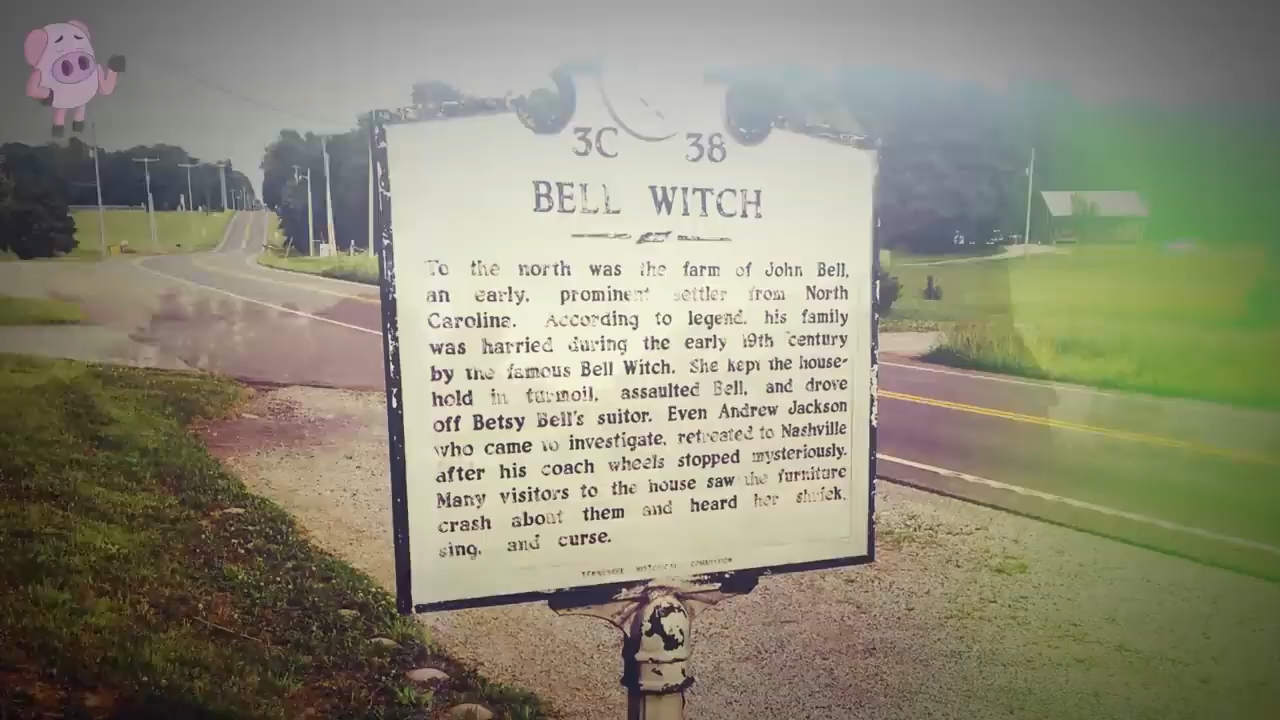 3C 38
BELL WITCH
To the north was the farm of John Bell,
an early, prominent settler from North
Carolina. According to legend, his family
was harried during the early 19th century
by the famous Bell Witch. She kept the house-
hold in turmoil, assaulted Bell, and drove
off Betsy Bell's suitor. Even Andrew Jackson
who came to investigate, retreated to Nashville
after his coach wheels stopped mysteriously.
Many visitors to the house saw the furniture
crash about them and heard her shriek,
sing, and curse.
TENNESSEE HISTORICAL COMMISSION